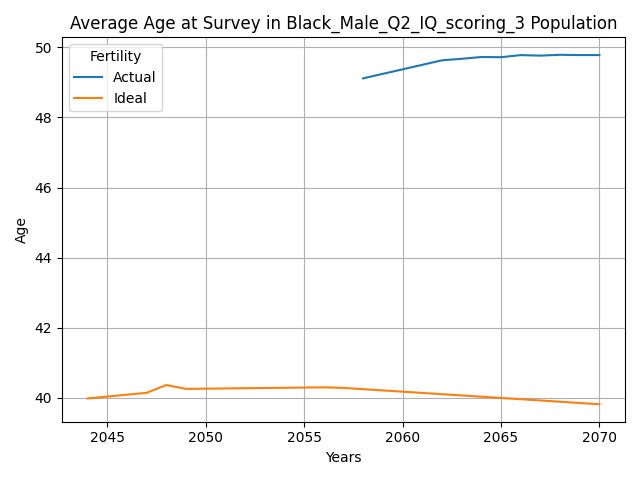 Average Age at Survey in Black_Male_Q2_IQ_scoring_3 Population
Fertility
Actual
Ideal
50
48
46
44
42
40
Age
2045 2050 2055 2060 2065 2070
Years